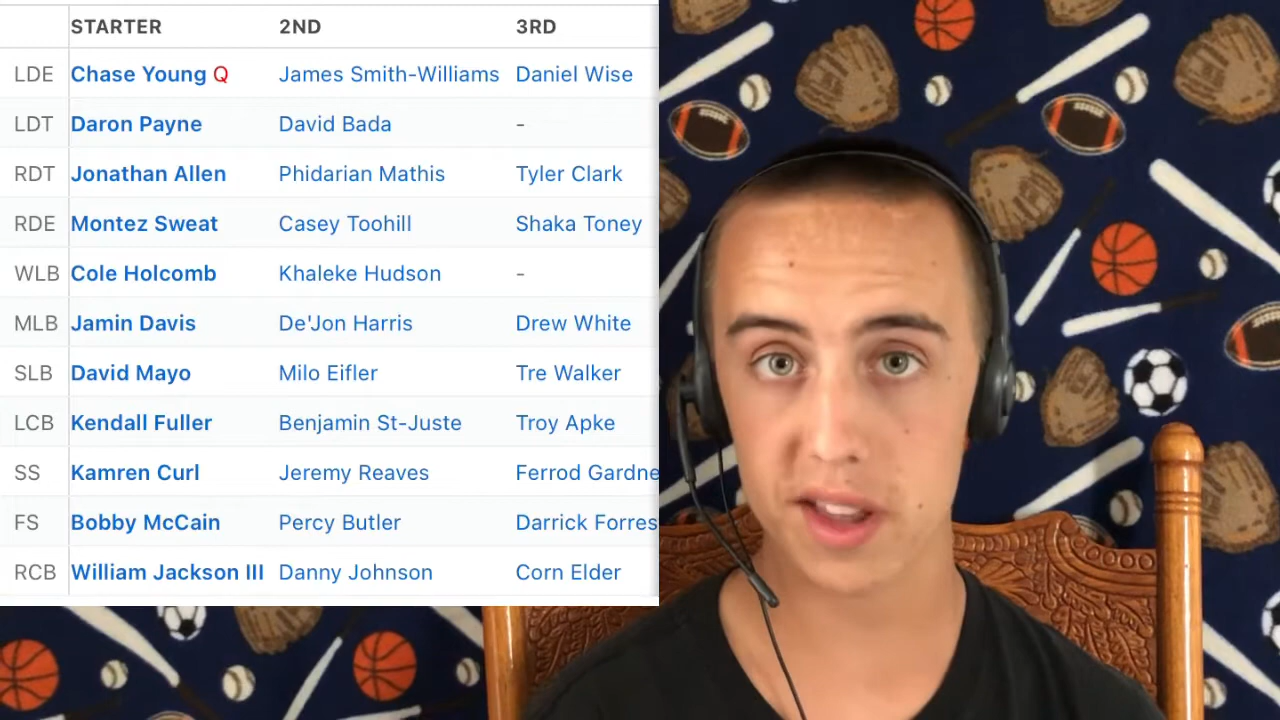 STARTER 2ND 3RD
LDE Chase Young Q James Smith-Williams Daniel Wise
LDT Daron Payne David Bada -
RDT Jonathan Allen Phidarian Mathis Tyler Clark
RDE Montez Sweat Casey Toohill Shaka Toney
WLB Cole Holcomb Khaleke Hudson -
MLB Jamin Davis De'Jon Harris Drew White
SLB David Mayo Milo Eifler Tre Walker
LCB Kendall Fuller Benjamin St-Juste Troy Apke
SS Kamren Curl Jeremy Reaves Ferrod Gardne
FS Bobby McCain Percy Butler Darrick Forres
RCB William Jackson III Danny Johnson Corn Elder